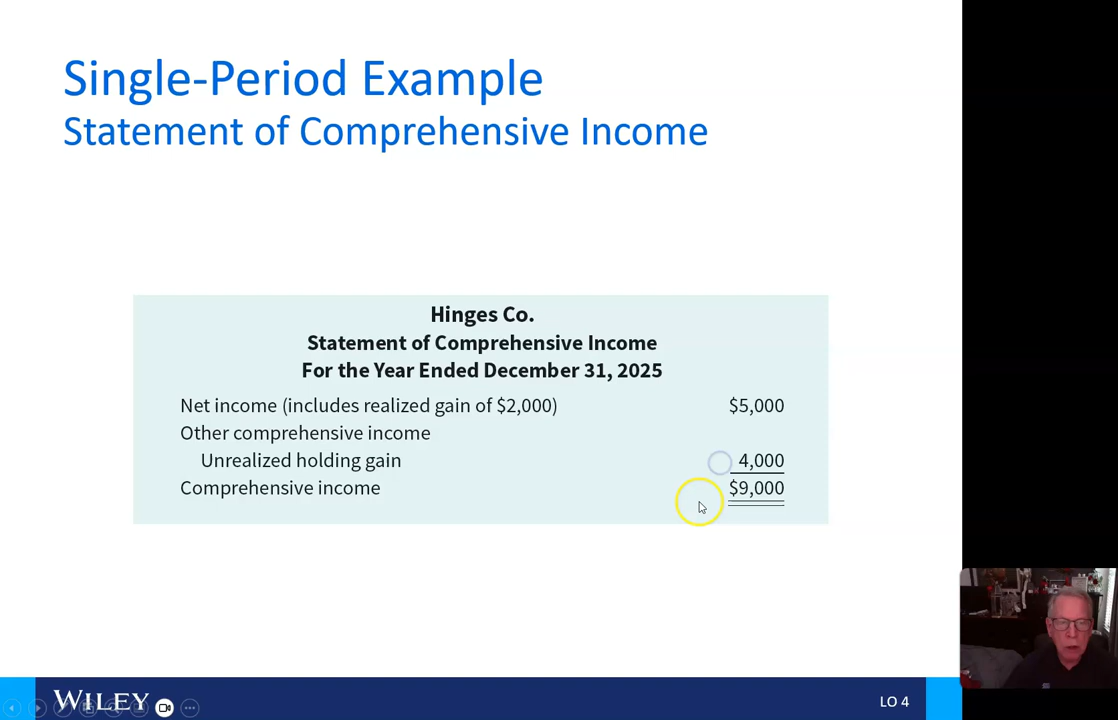 Single-Period Example
Statement of Comprehensive Income
Hinges Co.
Statement of Comprehensive Income
For the Year Ended December 31, 2025
Net income (includes realized gain of $2,000) $5,000
Other comprehensive income
Unrealized holding gain 4,000
Comprehensive income $9,000
WILEY
LO 4